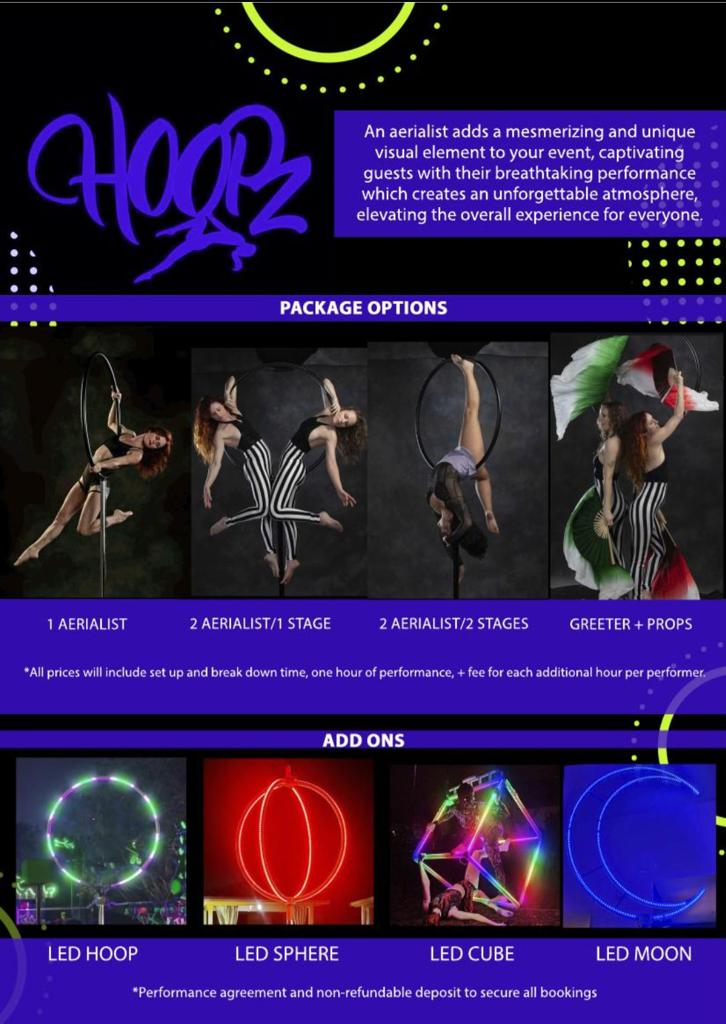 HOOPZ
An aerialist adds a mesmerizing and unique
visual element to your event, captivating
guests with their breathtaking performance
which creates an unforgettable atmosphere,
elevating the overall experience for everyone.
PACKAGE OPTIONS
1 AERIALIST
2 AERIALIST/1 STAGE
2 AERIALIST/2 STAGES
GREETER + PROPS
*All prices will include set up and break down time, one hour of performance, + fee for each additional hour per performer.
ADD ONS
LED HOOP
LED SPHERE
LED CUBE
LED MOON
*Performance agreement and non-refundable deposit to secure all bookings